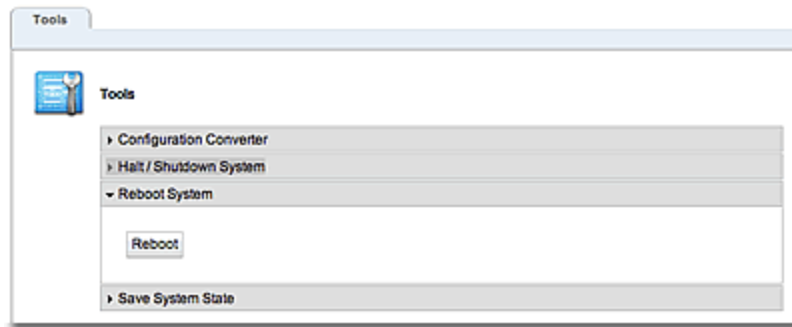 Tools
Tools
Configuration Converter
Halt / Shutdown System
Reboot System
Reboot
Save System State